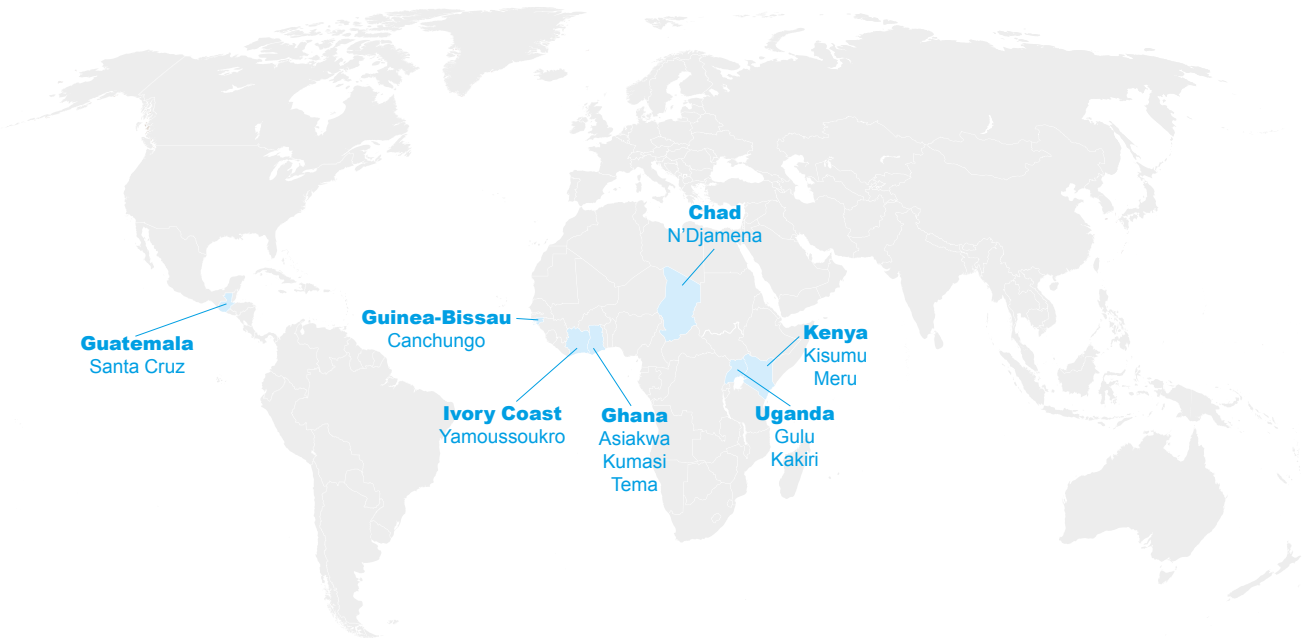 Chad
N’Djamena
Guinea-Bissau
Canchungo
Guatemala
Santa Cruz
Kenya
Kisumu
Meru
Ivory Coast
Yamoussoukro
Ghana
Asiakwa
Kumasi
Tema
Uganda
Gulu
Kakiri